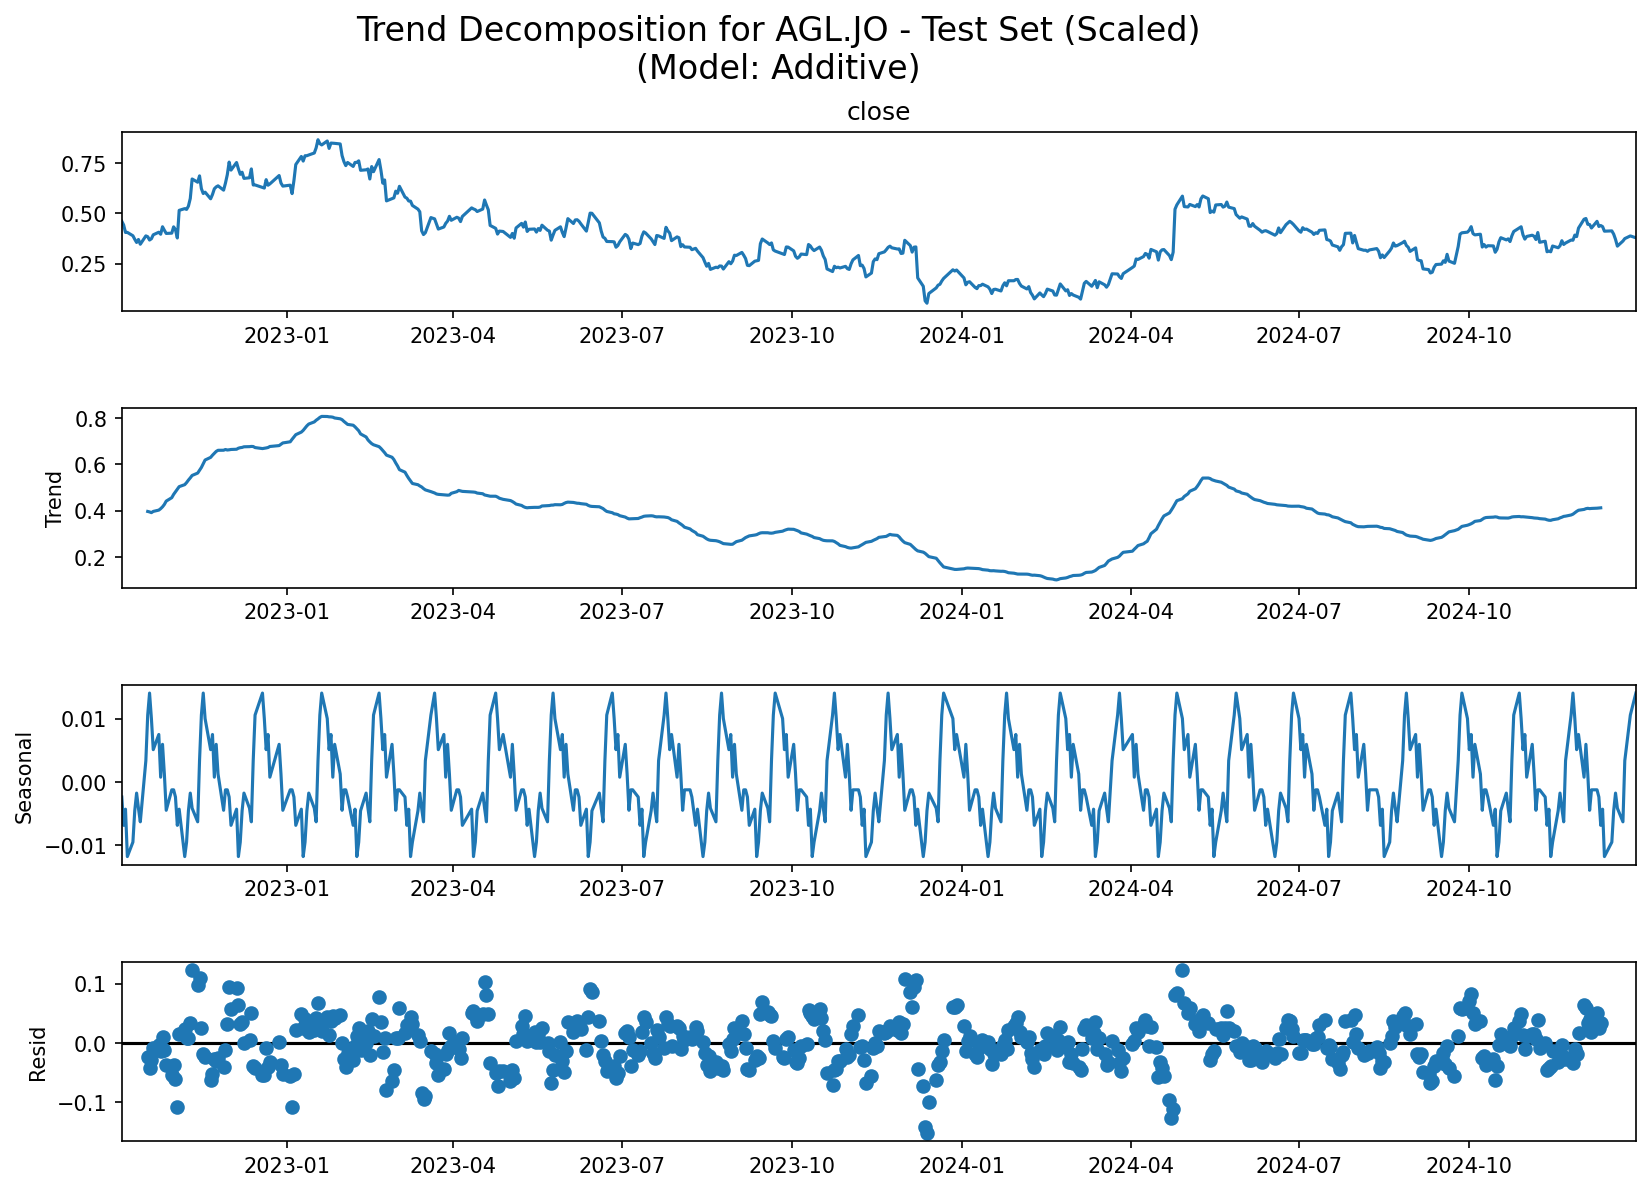 Trend Decomposition for AGL.JO - Test Set (Scaled)
(Model: Additive)
close
0.75
0.50
0.25
2023-01 2023-04 2023-07 2023-10 2024-01 2024-04 2024-07 2024-10
Trend
0.8
0.6
0.4
0.2
2023-01 2023-04 2023-07 2023-10 2024-01 2024-04 2024-07 2024-10
Seasonal
0.01
0.00
−0.01
2023-01 2023-04 2023-07 2023-10 2024-01 2024-04 2024-07 2024-10
Resid
0.1
0.0
−0.1
2023-01 2023-04 2023-07 2023-10 2024-01 2024-04 2024-07 2024-10